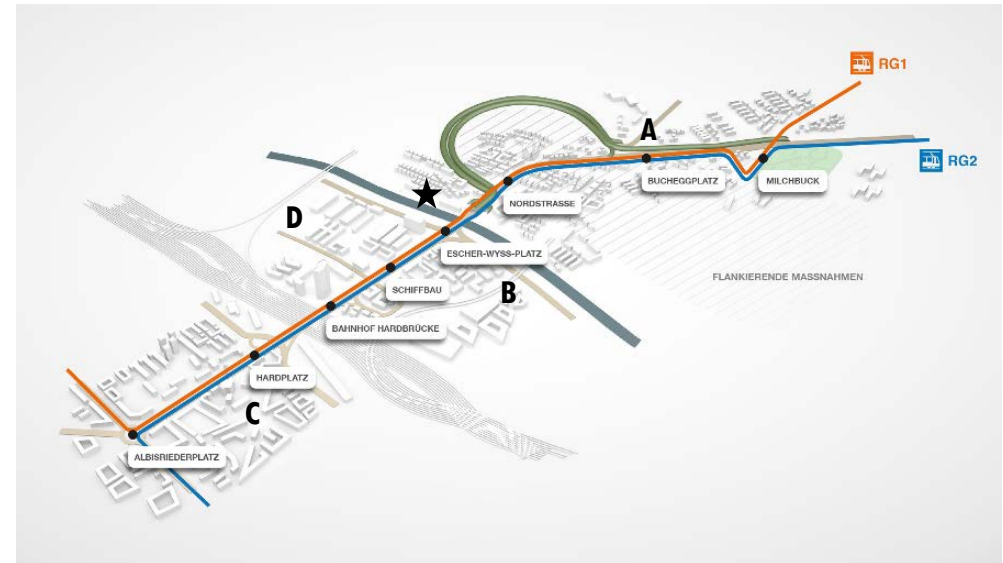 RG1
A
RG2
BUCHEGGPLATZ
MILCHBUCK
NORDSTRASSE
D
ESCHER-WYSS-PLATZ
FLANKIERENDE MASSNAHMEN
SCHIFFBAU
B
BAHNHOF HARDBRÜCKE
HARDPLATZ
C
ALBISRIEDERPLATZ